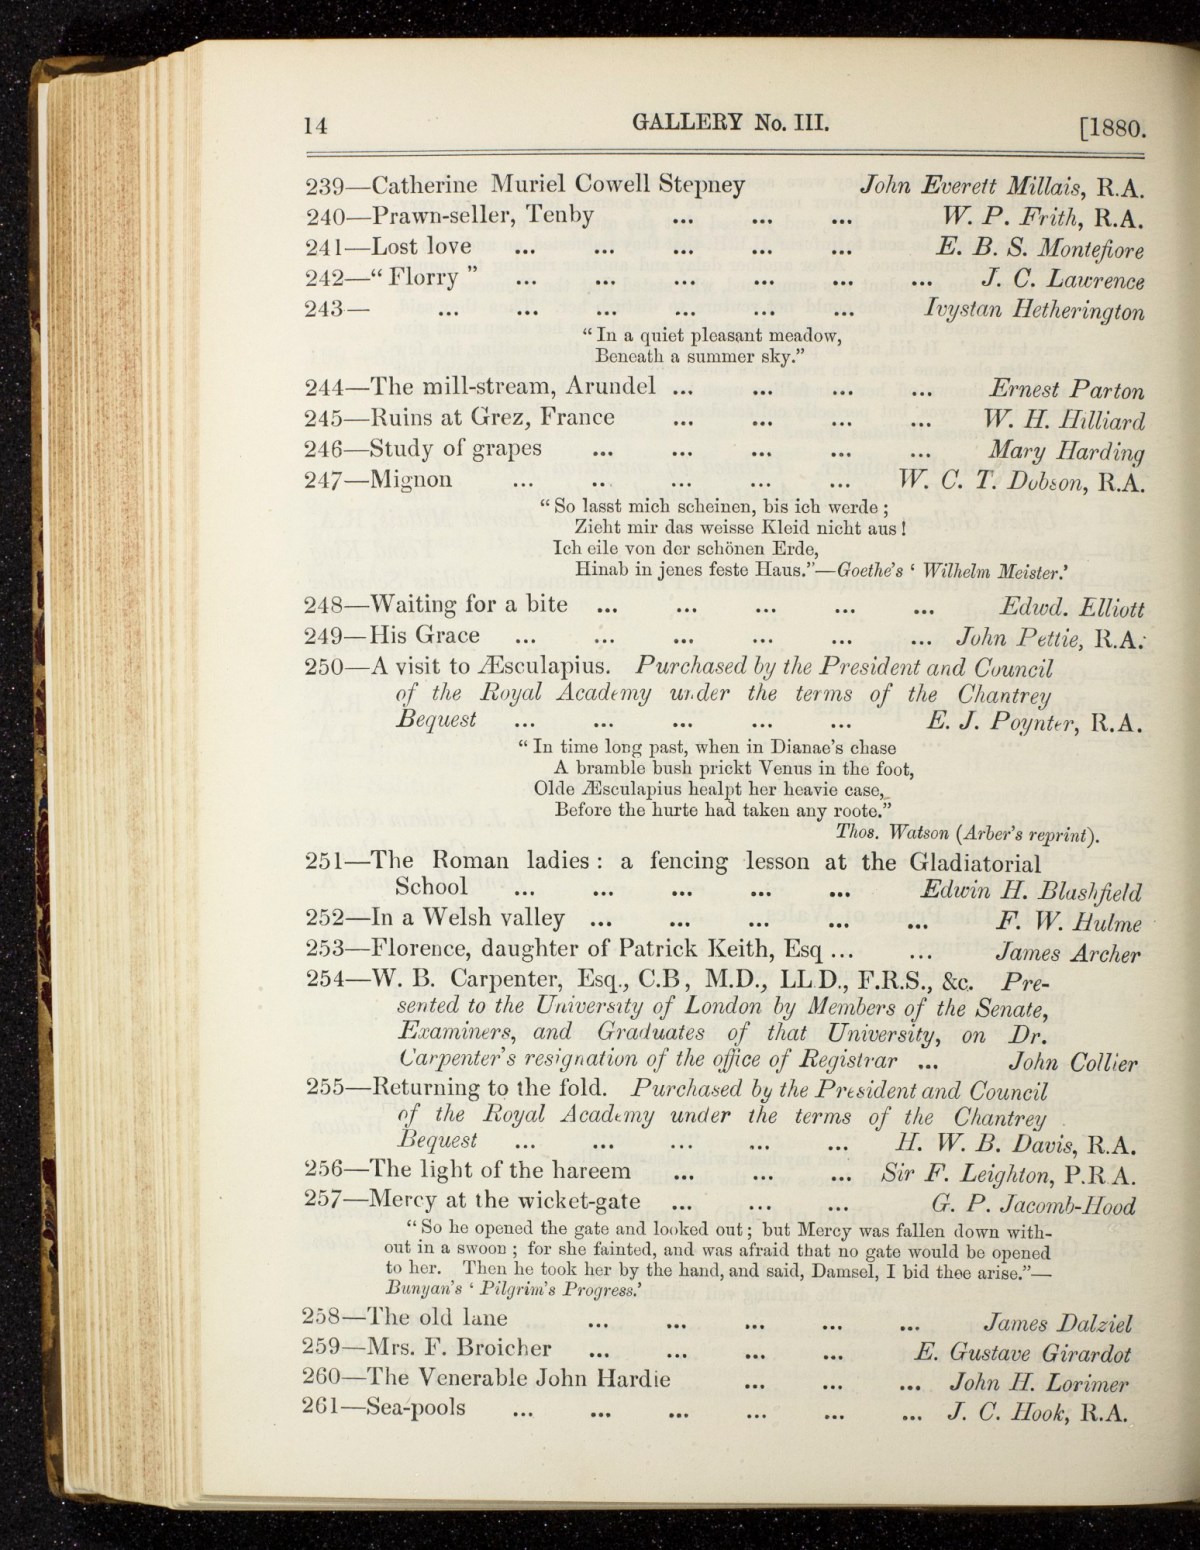 14 GALLERY No. III. [1880.
239—Catherine Muriel Cowell Stepney John Everett Millais, R.A.
240—Prawn-seller, Tenby ... ... ... W. P. Frith, R.A.
241—Lost love ... ... ... ... ... E. B. S. Montefiore
242—“Florry” ... ... ... ... ... ... J. C. Lawrence
243— ... ... ... ... ... ... Ivystan Hetherington
“In a quiet pleasant meadow,
Beneath a summer sky.”
244—The mill-stream, Arundel ... ... ... ... Ernest Parton
245—Ruins at Grez, France ... ... ... ... W. H. Hilliard
246—Study of grapes ... ... ... ... ... Mary Harding
247—Mignon ... .. ... ... ... W. C. T. Dobson, R.A.
“So lasst mich scheinen, bis ich werde;
Zieht mir das weisse Kleid nicht aus!
Ich eile von der schönen Erde,
Hinab in jenes feste Haus.”—Goethe's ‘Wilhelm Meister.’
248—Waiting for a bite ... ... ... ... ... Edwd. Elliott
249—His Grace ... ... ... ... ... ... John Pettie, R.A.
250—A visit to Æsculapius. Purchased by the President and Council
of the Royal Academy under the terms of the Chantrey
Bequest ... ... ... ... ... E. J. Poynter, R.A.
“In time long past, when in Dianae's chase
A bramble bush prickt Venus in the foot,
Olde Æsculapius healpt her heavie case,
Before the hurte had taken any roote.”
Thos. Watson (Arber's reprint).
251—The Roman ladies: a fencing lesson at the Gladiatorial
School ... ... ... ... ... Edwin H. Blashfield
252—In a Welsh valley ... ... ... ... ... F. W. Hulme
253—Florence, daughter of Patrick Keith, Esq ... ... James Archer
254—W. B. Carpenter, Esq., C.B, M.D., LL D., F.R.S., &c. Pre-
sented to the University of London by Members of the Senate,
Examiners, and Graduates of that University, on Dr.
Carpenter's resignation of the office of Registrar ... John Collier
255—Returning to the fold. Purchased by the President and Council
of the Royal Academy under the terms of the Chantrey
Bequest ... ... ... ... ... H. W. B. Davis, R.A.
256—The light of the hareem ... ... ... Sir F. Leighton, P.R A.
257—Mercy at the wicket-gate ... ... ... G. P. Jacomb-Hood
“So he opened the gate and looked out; but Mercy was fallen down with-
out in a swoon; for she fainted, and was afraid that no gate would be opened
to her. Then he took her by the hand, and said, Damsel, I bid thee arise.”—
Bunyan's ‘Pilgrim's Progress.’
258—The old lane ... ... ... ... ... James Dalziel
259—Mrs. F. Broicher ... ... ... ... E. Gustave Girardot
260—The Venerable John Hardie ... ... ... John H. Lorimer
261—Sea-pools ... ... ... ... ... ... J. C. Hook, R.A.